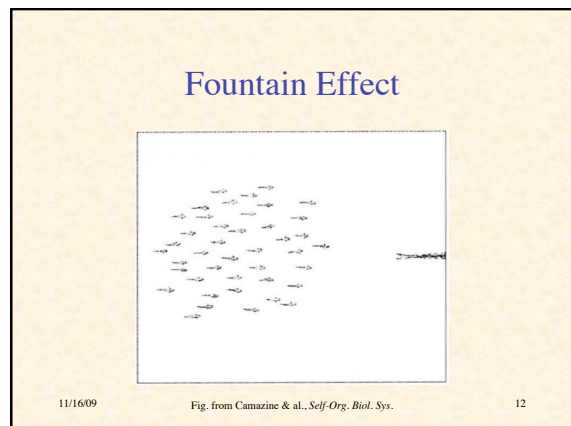 Fountain Effect
11/16/09
Fig. from Camazine & al., Self-Org. Biol. Sys.
12